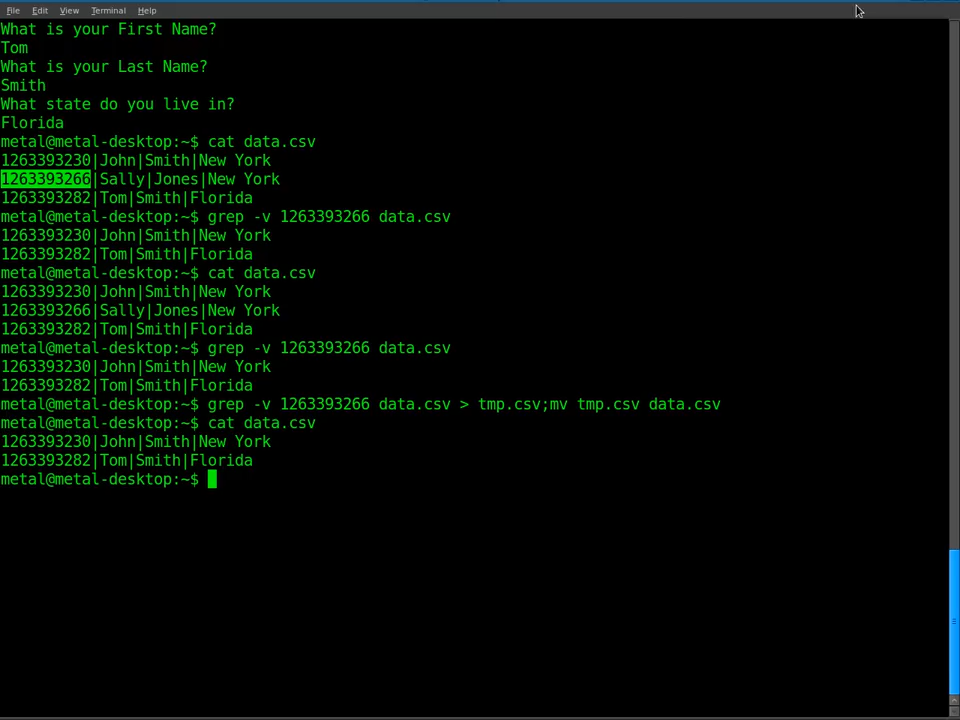 File Edit View Terminal Help
What is your First Name?
Tom
What is your Last Name?
Smith
What state do you live in?
Florida
metal@metal-desktop:~$ cat data.csv
1263393230|John|Smith|New York
1263393266|Sally|Jones|New York
1263393282|Tom|Smith|Florida
metal@metal-desktop:~$ grep -v 1263393266 data.csv
1263393230|John|Smith|New York
1263393282|Tom|Smith|Florida
metal@metal-desktop:~$ cat data.csv
1263393230|John|Smith|New York
1263393266|Sally|Jones|New York
1263393282|Tom|Smith|Florida
metal@metal-desktop:~$ grep -v 1263393266 data.csv
1263393230|John|Smith|New York
1263393282|Tom|Smith|Florida
metal@metal-desktop:~$ grep -v 1263393266 data.csv > tmp.csv;mv tmp.csv data.csv
metal@metal-desktop:~$ cat data.csv
1263393230|John|Smith|New York
1263393282|Tom|Smith|Florida
metal@metal-desktop:~$